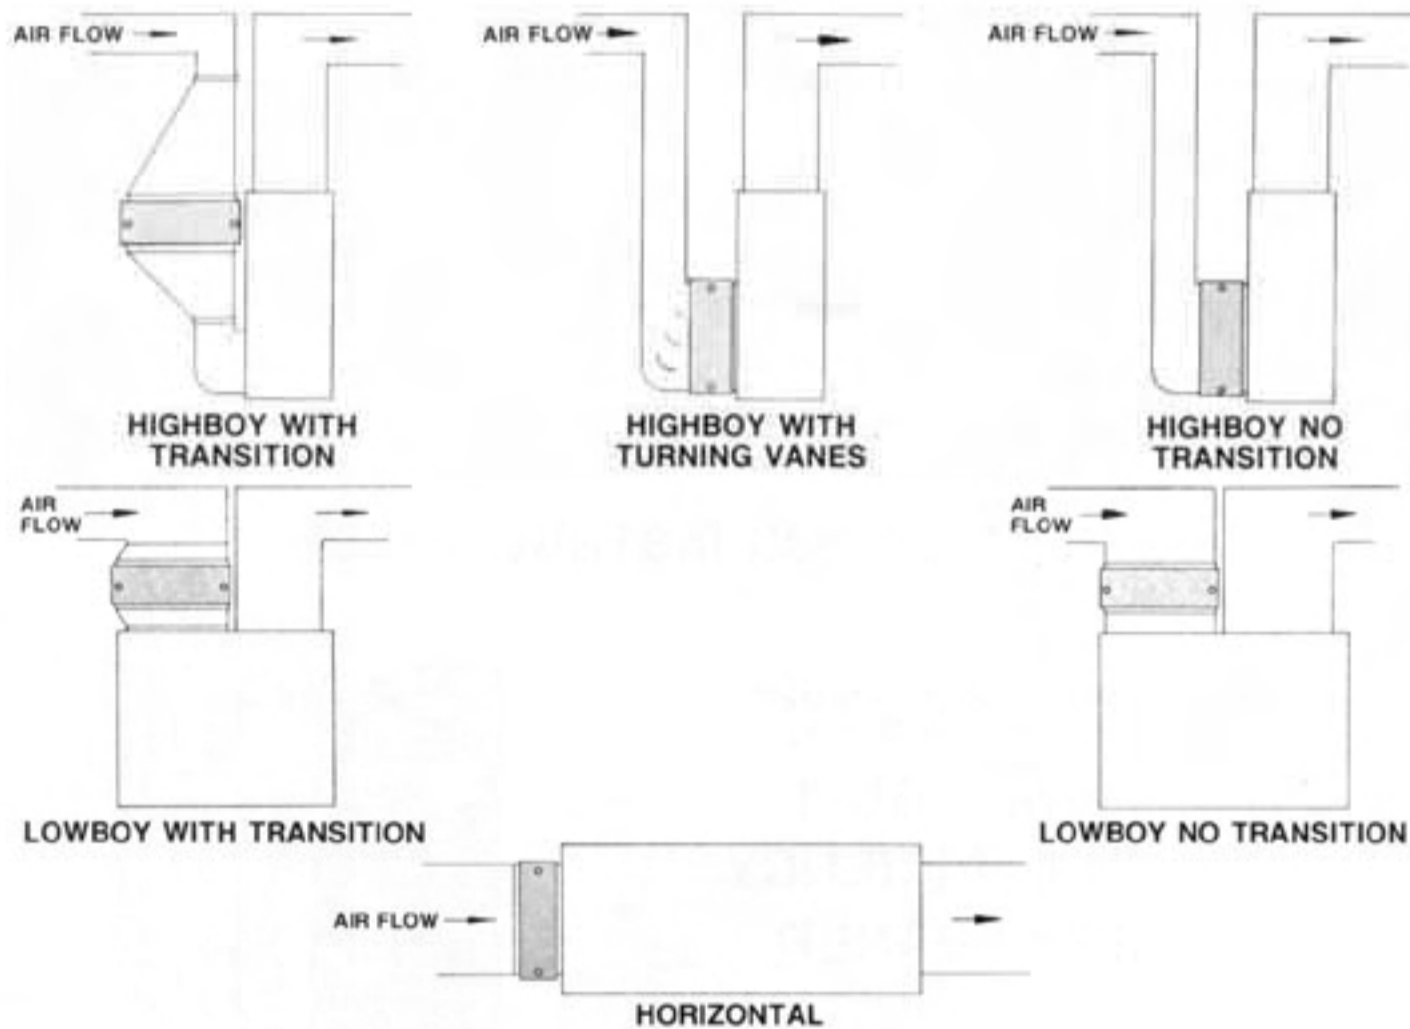 AIR FLOW
AIR FLOW
AIR FLOW
HIGHBOY WITH
TRANSITION
HIGHBOY WITH
TURNING VANES
HIGHBOY NO
TRANSITION
AIR
FLOW
AIR
FLOW
LOWBOY WITH TRANSITION
LOWBOY NO TRANSITION
AIR FLOW
HORIZONTAL